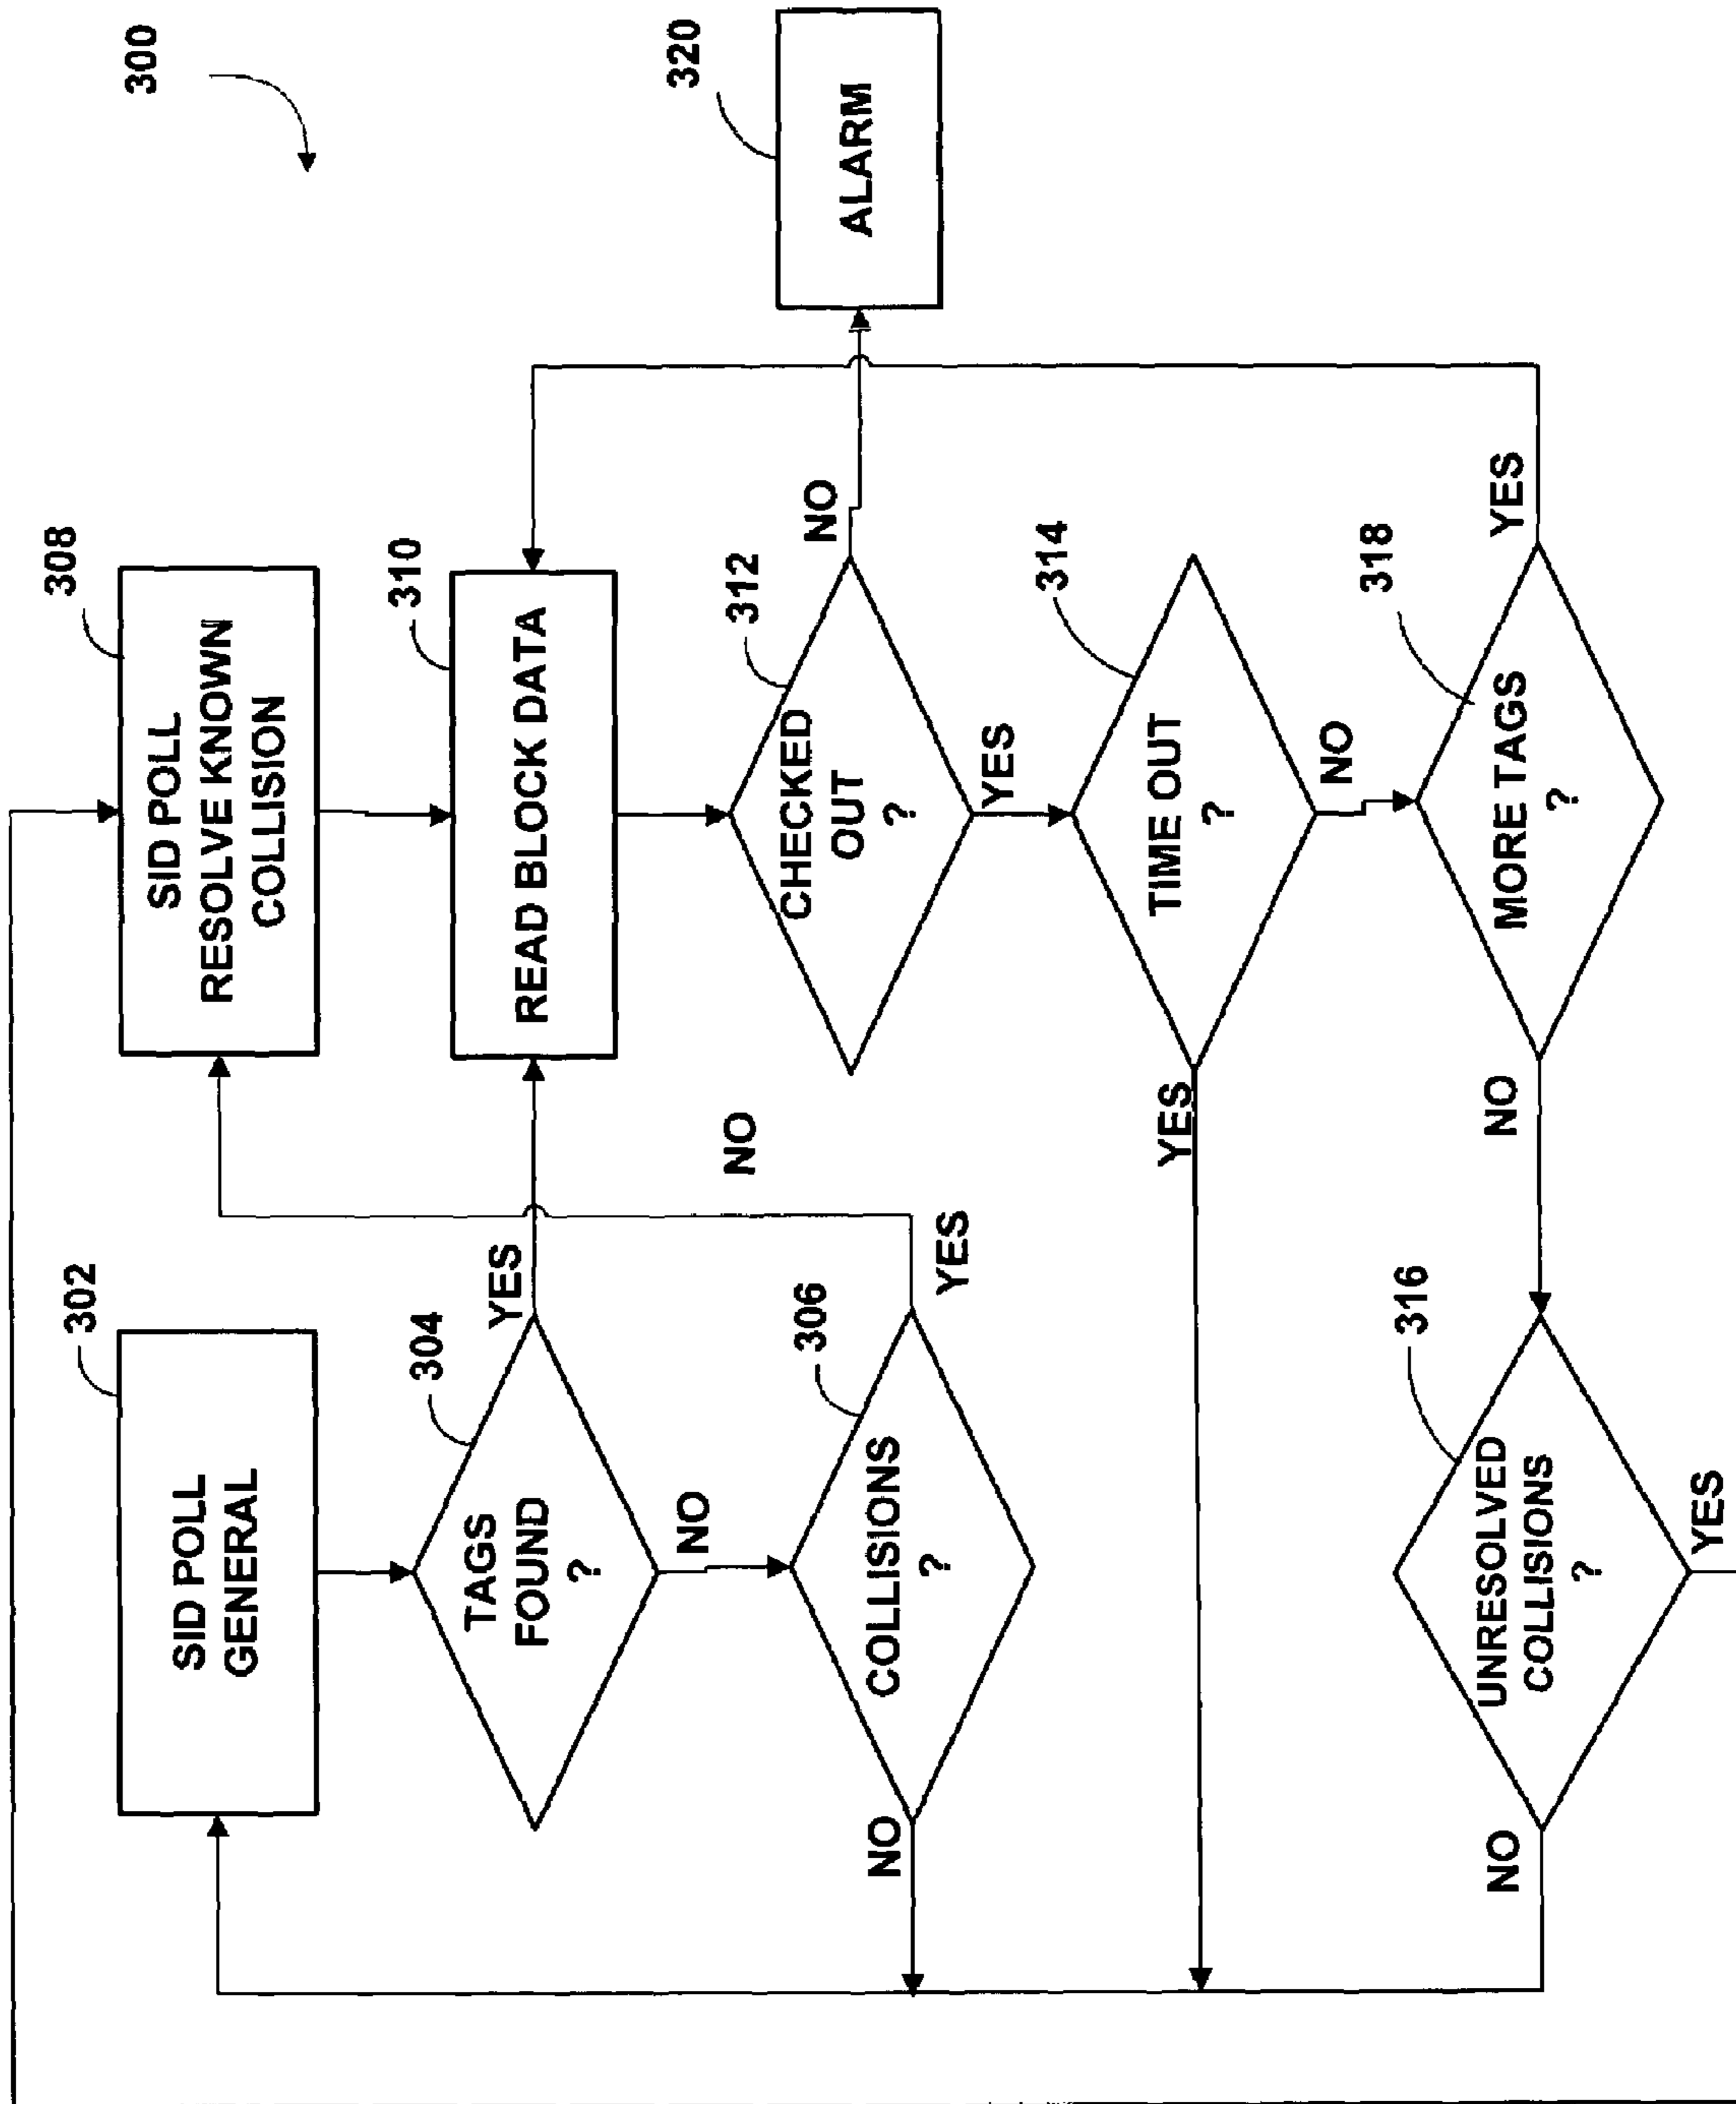 300
302
SID POLL
GENERAL
308
SID POLL
RESOLVE KNOWN
COLLISION
304
TAGS
FOUND
?
YES
NO
310
READ BLOCK DATA
320
ALARM
306
COLLISIONS
?
YES
NO
NO
312
CHECKED
OUT
?
NO
YES
314
TIME OUT
?
YES
NO
316
UNRESOLVED
COLLISIONS
?
NO
YES
318
MORE TAGS
?
NO
YES